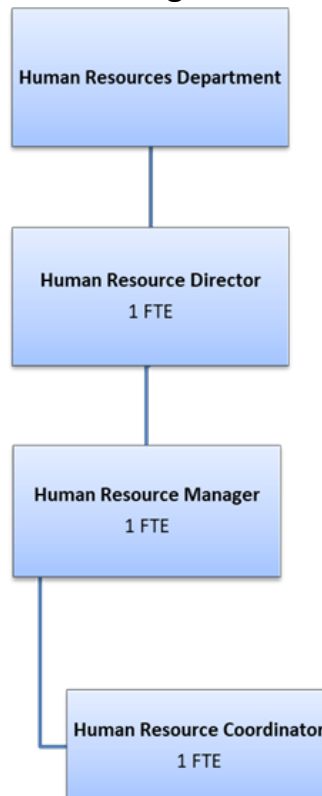 Human Resources Department
Human Resource Director
1 FTE
Human Resource Manager
1 FTE
Human Resource Coordinator
1 FTE